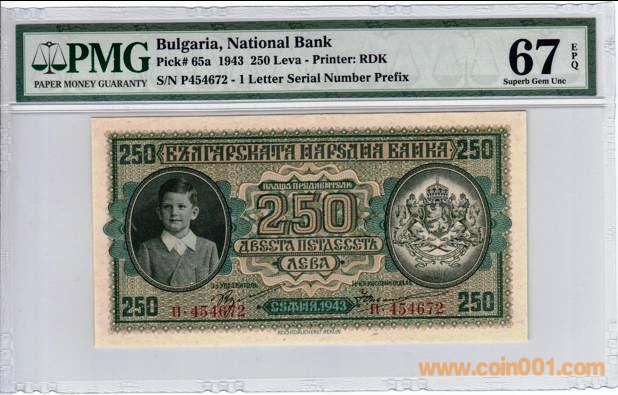 PMG
PAPER MONEY GUARANTY
Bulgaria, National Bank
Pick# 65a 1943 250 Leva - Printer: RDK
S/N P454672 - 1 Letter Serial Number Prefix
67 EPQ
Superb Gem Unc
250 БЪЛГАРСКАТА НАРОДНА БАНКА 250
ПЛАЩА ПРЕДЯВИТЕЛЮ
250
ДВЕСТА ПЕТДЕСЕТЬ
ЛЕВА
250 СОФИЯ.1943 250
П·454672 П·454672
REICHSDRUCKEREI BERLIN
www.coin001.com